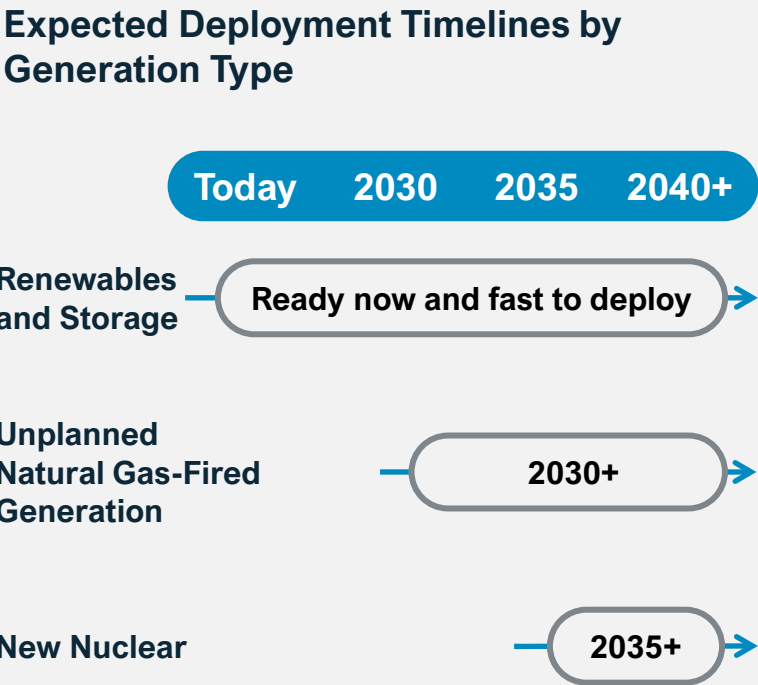 Expected Deployment Timelines by
Generation Type
Today 2030 2035 2040+
Renewables
and Storage
Ready now and fast to deploy
Unplanned
Natural Gas-Fired
Generation
2030+
New Nuclear
2035+